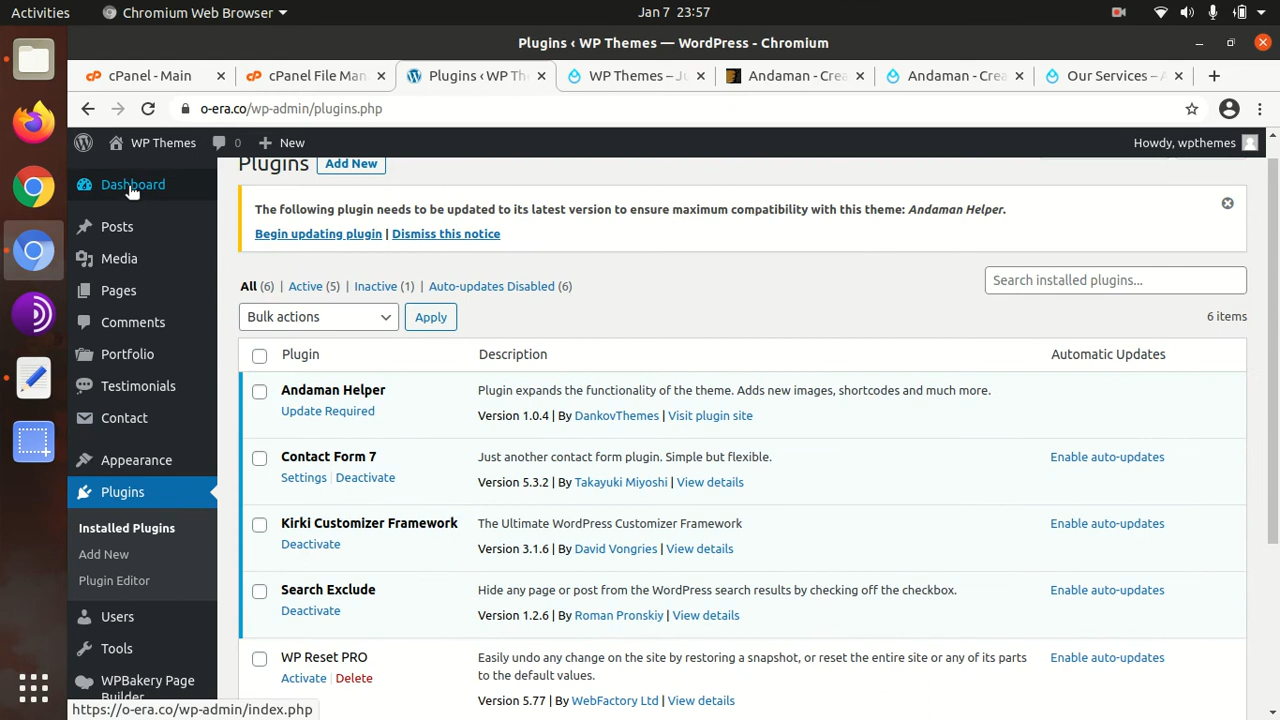 Activities Chromium Web Browser Jan 7 23:57
Plugins ‹ WP Themes — WordPress - Chromium
cPanel - Main cPanel File Man Plugins ‹ WP Th WP Themes – Ju Andaman - Crea Andaman - Crea Our Services – A
o-era.co/wp-admin/plugins.php
WP Themes 0 New Howdy, wpthemes
Plugins Add New
Dashboard
Posts
Media
Pages
Comments
Portfolio
Testimonials
Contact
Appearance
Plugins
Installed Plugins
Add New
Plugin Editor
Users
Tools
WPBakery Page
Builder
The following plugin needs to be updated to its latest version to ensure maximum compatibility with this theme: Andaman Helper.
Begin updating plugin | Dismiss this notice
All (6) | Active (5) | Inactive (1) | Auto-updates Disabled (6)
Search installed plugins...
Bulk actions Apply 6 items
Plugin Description Automatic Updates
Andaman Helper Plugin expands the functionality of the theme. Adds new images, shortcodes and much more.
Update Required Version 1.0.4 | By DankovThemes | Visit plugin site
Contact Form 7 Just another contact form plugin. Simple but flexible. Enable auto-updates
Settings | Deactivate Version 5.3.2 | By Takayuki Miyoshi | View details
Kirki Customizer Framework The Ultimate WordPress Customizer Framework Enable auto-updates
Deactivate Version 3.1.6 | By David Vongries | View details
Search Exclude Hide any page or post from the WordPress search results by checking off the checkbox. Enable auto-updates
Deactivate Version 1.2.6 | By Roman Pronskiy | View details
WP Reset PRO Easily undo any change on the site by restoring a snapshot, or reset the entire site or any of its parts Enable auto-updates
Activate | Delete to the default values.
Version 5.77 | By WebFactory Ltd | View details
https://o-era.co/wp-admin/index.php